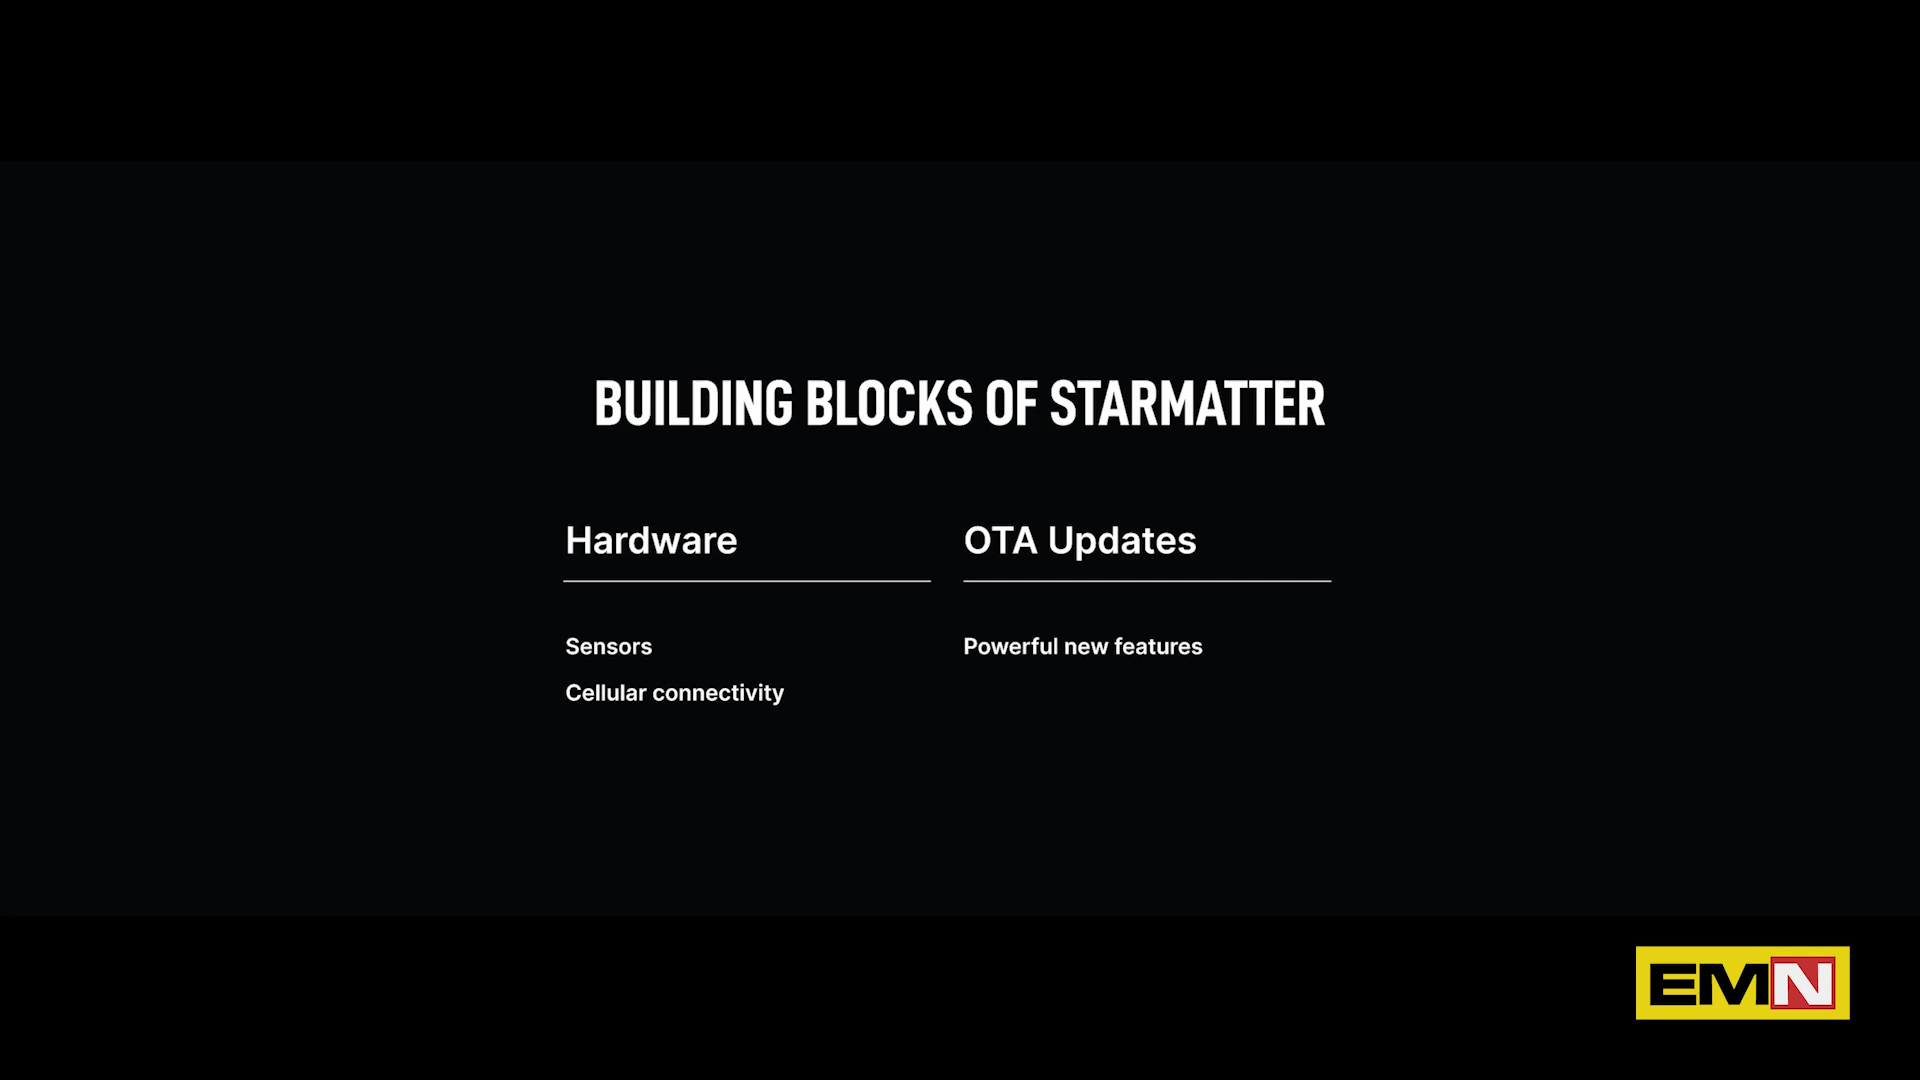 BUILDING BLOCKS OF STARMATTER
Hardware
Sensors
Cellular connectivity
OTA Updates
Powerful new features
EMN